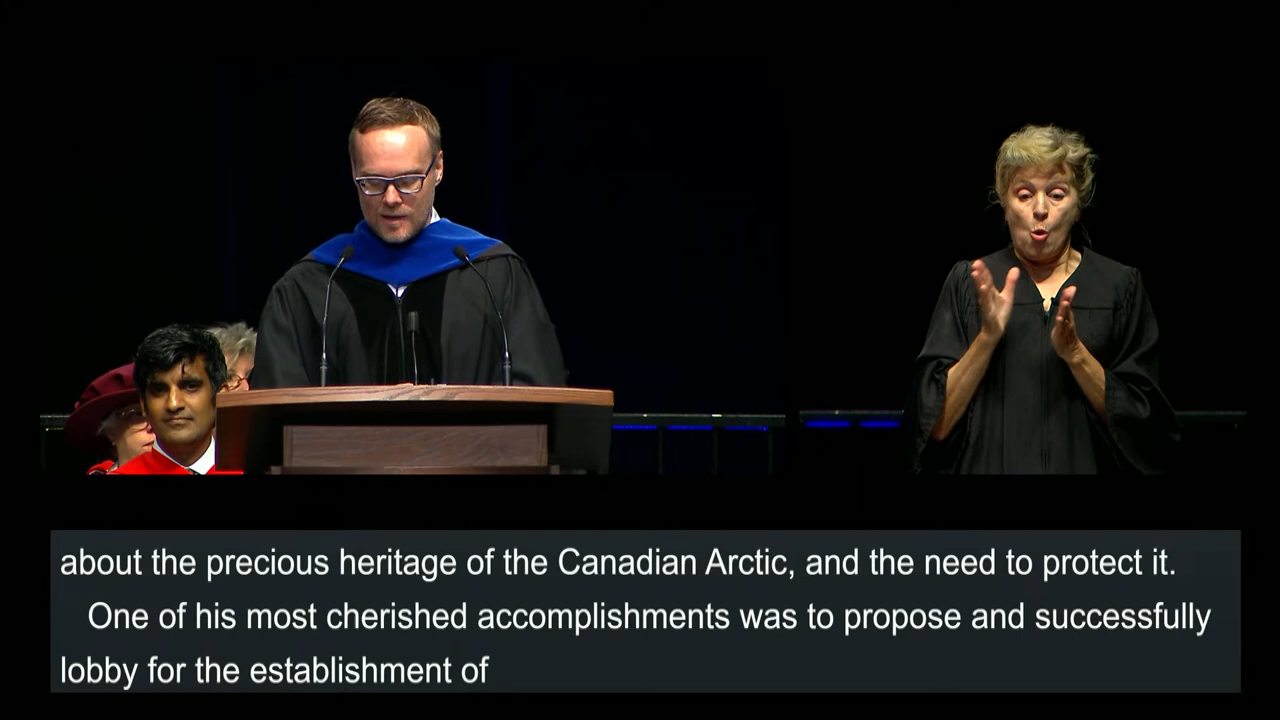 about the precious heritage of the Canadian Arctic, and the need to protect it.
One of his most cherished accomplishments was to propose and successfully
lobby for the establishment of